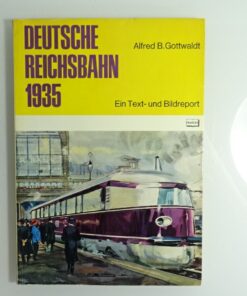 DEUTSCHE
REICHSBAHN
1935
Alfred B. Gottwaldt
Ein Text- und Bildreport